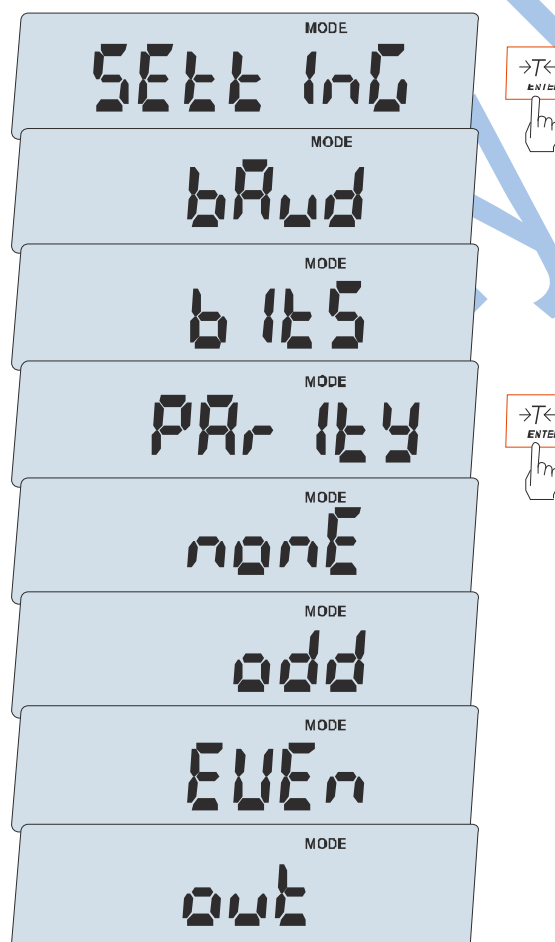 MODE
SEtt InG
→T←
ENTER
MODE
bAud
MODE
b ItS
MODE
PAr Ity
→T←
ENTER
MODE
nonE
MODE
odd
MODE
EUEn
MODE
out